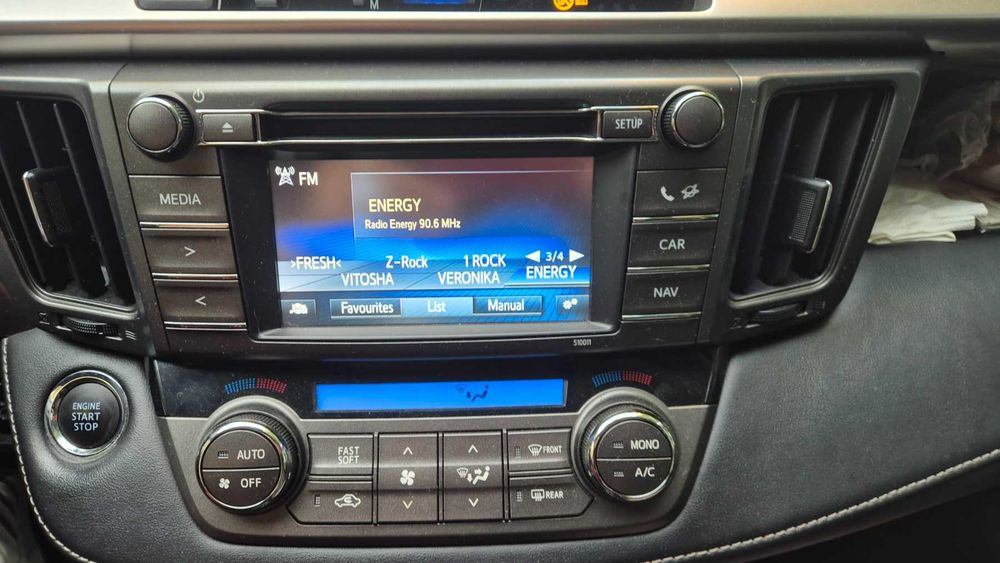 M
SETUP
FM
MEDIA
ENERGY
Radio Energy 90.6 MHz
CAR
>
>FRESH<
Z-Rock
1 ROCK
3/4
VITOSHA
VERONIKA
ENERGY
NAV
<
Favourites
List
Manual
510011
ENGINE
START
STOP
AUTO
OFF
FAST
SOFT
FRONT
REAR
MONO
A/C